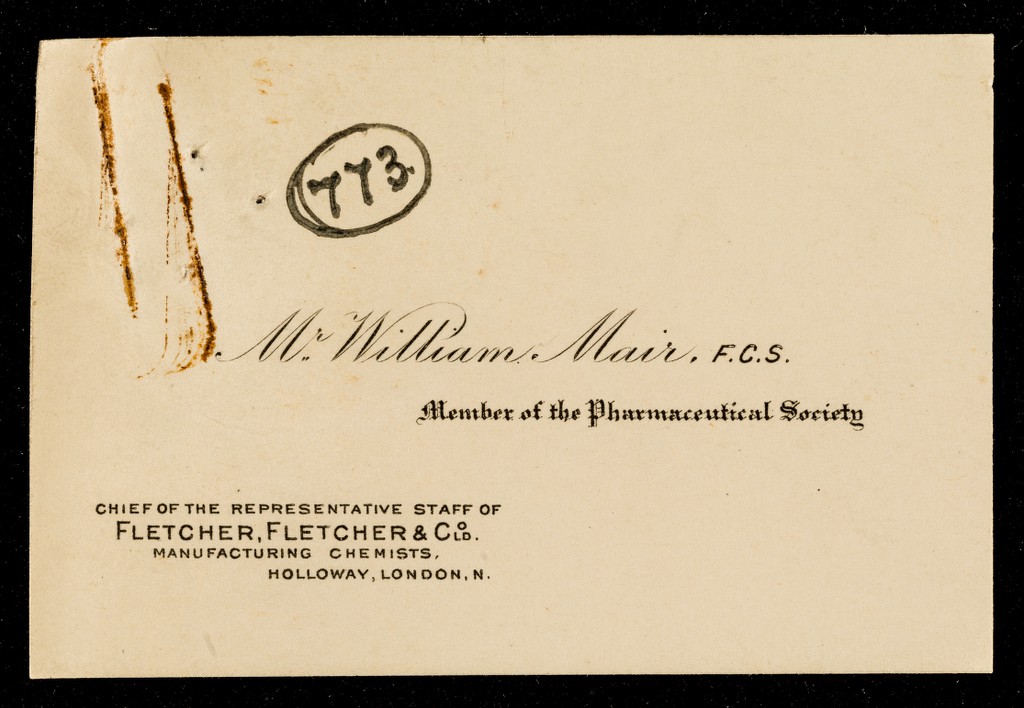 773.
Mr. William Mair, F.C.S.
Member of the Pharmaceutical Society
CHIEF OF THE REPRESENTATIVE STAFF OF
FLETCHER, FLETCHER & CO LD.
MANUFACTURING CHEMISTS,
HOLLOWAY, LONDON, N.